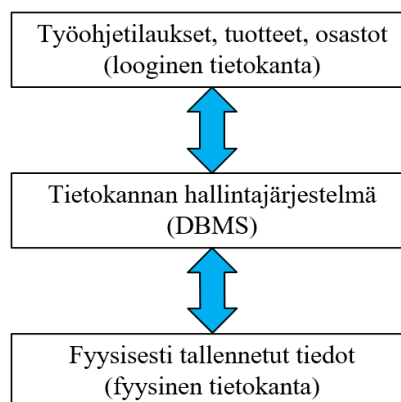 Työohjetilaukset, tuotteet, osastot
(looginen tietokanta)
Tietokannan hallintajärjestelmä
(DBMS)
Fyysisesti tallennetut tiedot
(fyysinen tietokanta)